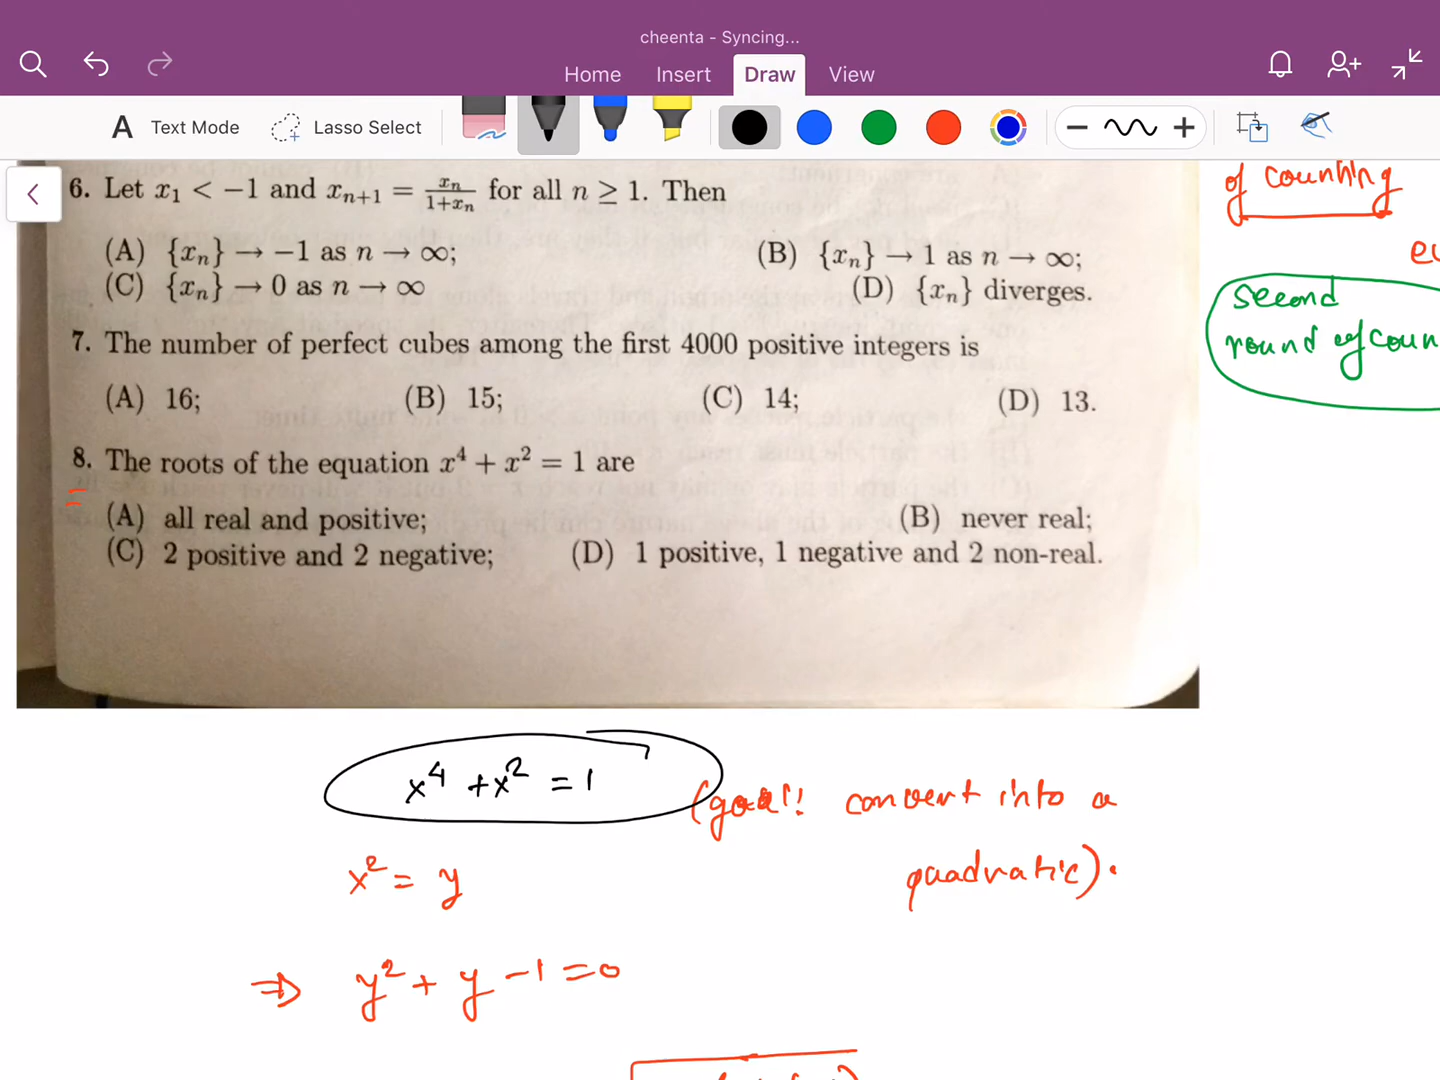 cheenta - Syncing...
Home Insert Draw View
A Text Mode Lasso Select
6. Let x₁ < −1 and xₙ₊₁ = xₙ/(1+xₙ) for all n ≥ 1. Then
(A) {xₙ} → −1 as n → ∞; (B) {xₙ} → 1 as n → ∞;
(C) {xₙ} → 0 as n → ∞ (D) {xₙ} diverges.
7. The number of perfect cubes among the first 4000 positive integers is
(A) 16; (B) 15; (C) 14; (D) 13.
8. The roots of the equation x⁴ + x² = 1 are
(A) all real and positive; (B) never real;
(C) 2 positive and 2 negative; (D) 1 positive, 1 negative and 2 non-real.
of counting
second
round of coun
x⁴ + x² = 1
(goal: convert into a
quadratic).
x² = y
⇒ y² + y − 1 = 0